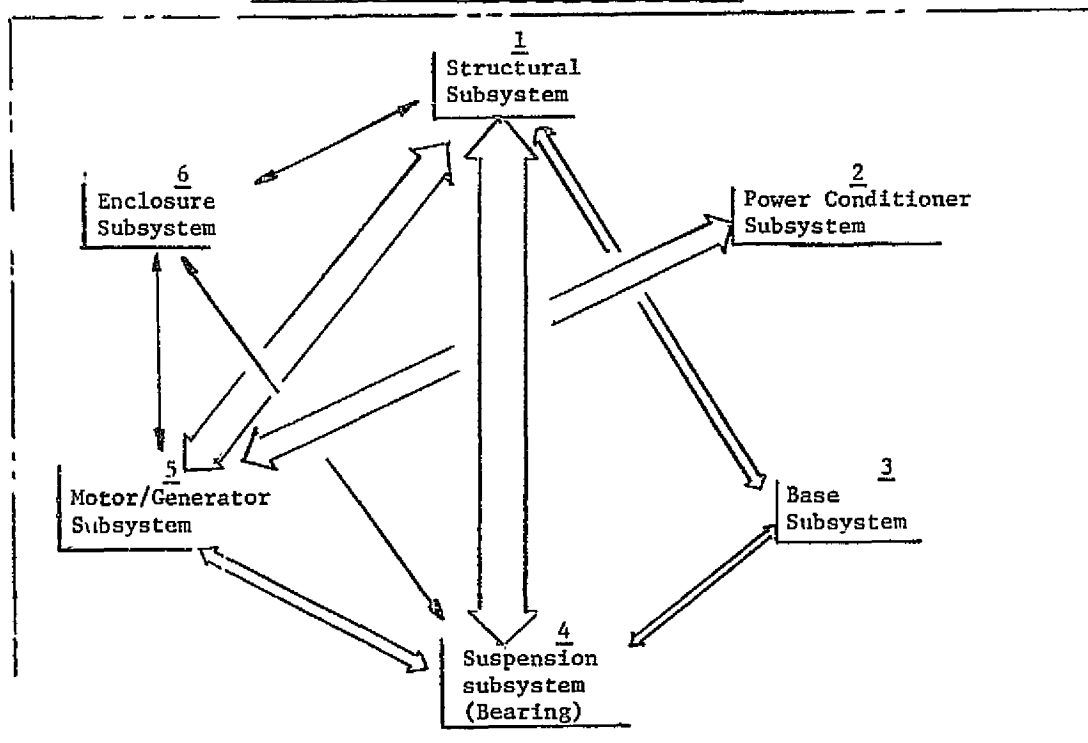 1
Structural
Subsystem
2
Power Conditioner
Subsystem
6
Enclosure
Subsystem
5
Motor/Generator
Subsystem
3
Base
Subsystem
4
Suspension
subsystem
(Bearing)